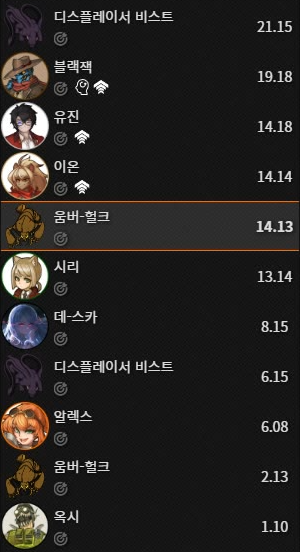 디스플레이서 비스트 21.15
블랙잭 19.18
유진 14.18
이온 14.14
움버-헐크 14.13
시리 13.14
데-스카 8.15
디스플레이서 비스트 6.15
알렉스 6.08
움버-헐크 2.13
옥시 1.10